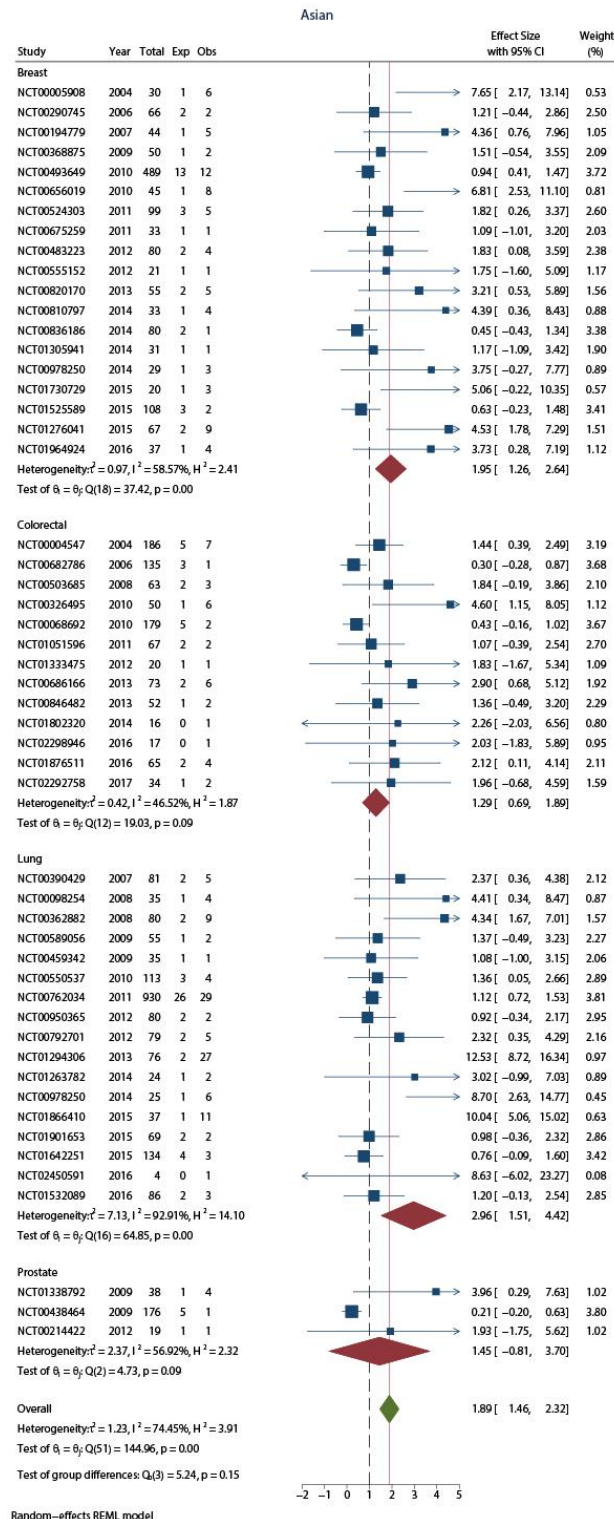 Asian
Effect Size Weight
Study Year Total Exp Obs with 95% CI (%)
Breast
NCT00005908 2004 30 1 6 7.65 [ 2.17, 13.14] 0.53
NCT00290745 2006 66 2 2 1.21 [ −0.44, 2.86] 2.50
NCT00194779 2007 44 1 5 4.36 [ 0.76, 7.96] 1.05
NCT00368875 2009 50 1 2 1.51 [ −0.54, 3.55] 2.09
NCT00493649 2010 489 13 12 0.94 [ 0.41, 1.47] 3.72
NCT00656019 2010 45 1 8 6.81 [ 2.53, 11.10] 0.81
NCT00524303 2011 99 3 5 1.82 [ 0.26, 3.37] 2.60
NCT00675259 2011 33 1 1 1.09 [ −1.01, 3.20] 2.03
NCT00483223 2012 80 2 4 1.83 [ 0.08, 3.59] 2.38
NCT00555152 2012 21 1 1 1.75 [ −1.60, 5.09] 1.17
NCT00820170 2013 55 2 5 3.21 [ 0.53, 5.89] 1.56
NCT00810797 2014 33 1 4 4.39 [ 0.36, 8.43] 0.88
NCT00836186 2014 80 2 1 0.45 [ −0.43, 1.34] 3.38
NCT01305941 2014 31 1 1 1.17 [ −1.09, 3.42] 1.90
NCT00978250 2014 29 1 3 3.75 [ −0.27, 7.77] 0.89
NCT01730729 2015 20 1 3 5.06 [ −0.22, 10.35] 0.57
NCT01525589 2015 108 3 2 0.63 [ −0.23, 1.48] 3.41
NCT01276041 2015 67 2 9 4.53 [ 1.78, 7.29] 1.51
NCT01964924 2016 37 1 4 3.73 [ 0.28, 7.19] 1.12
Heterogeneity: τ² = 0.97, I² = 58.57%, H² = 2.41 1.95 [ 1.26, 2.64]
Test of θᵢ = θⱼ: Q(18) = 37.42, p = 0.00
Colorectal
NCT00004547 2004 186 5 7 1.44 [ 0.39, 2.49] 3.19
NCT00682786 2006 135 3 1 0.30 [ −0.28, 0.87] 3.68
NCT00503685 2008 63 2 3 1.84 [ −0.19, 3.86] 2.10
NCT00326495 2010 50 1 6 4.60 [ 1.15, 8.05] 1.12
NCT00068692 2010 179 5 2 0.43 [ −0.16, 1.02] 3.67
NCT01051596 2011 67 2 2 1.07 [ −0.39, 2.54] 2.70
NCT01333475 2012 20 1 1 1.83 [ −1.67, 5.34] 1.09
NCT00686166 2013 73 2 6 2.90 [ 0.68, 5.12] 1.92
NCT00846482 2013 52 1 2 1.36 [ −0.49, 3.20] 2.29
NCT01802320 2014 16 0 1 2.26 [ −2.03, 6.56] 0.80
NCT02298946 2016 17 0 1 2.03 [ −1.83, 5.89] 0.95
NCT01876511 2016 65 2 4 2.12 [ 0.11, 4.14] 2.11
NCT02292758 2017 34 1 2 1.96 [ −0.68, 4.59] 1.59
Heterogeneity: τ² = 0.42, I² = 46.52%, H² = 1.87 1.29 [ 0.69, 1.89]
Test of θᵢ = θⱼ: Q(12) = 19.03, p = 0.09
Lung
NCT00390429 2007 81 2 5 2.37 [ 0.36, 4.38] 2.12
NCT00098254 2008 35 1 4 4.41 [ 0.34, 8.47] 0.87
NCT00362882 2008 80 2 9 4.34 [ 1.67, 7.01] 1.57
NCT00589056 2009 55 1 2 1.37 [ −0.49, 3.23] 2.27
NCT00459342 2009 35 1 1 1.08 [ −1.00, 3.15] 2.06
NCT00550537 2010 113 3 4 1.36 [ 0.05, 2.66] 2.89
NCT00762034 2011 930 26 29 1.12 [ 0.72, 1.53] 3.81
NCT00950365 2012 80 2 2 0.92 [ −0.34, 2.17] 2.95
NCT00792701 2012 79 2 5 2.32 [ 0.35, 4.29] 2.16
NCT01294306 2013 76 2 27 12.53 [ 8.72, 16.34] 0.97
NCT01263782 2014 24 1 2 3.02 [ −0.99, 7.03] 0.89
NCT00978250 2014 25 1 6 8.70 [ 2.63, 14.77] 0.45
NCT01866410 2015 37 1 11 10.04 [ 5.06, 15.02] 0.63
NCT01901653 2015 69 2 2 0.98 [ −0.36, 2.32] 2.86
NCT01642251 2015 134 4 3 0.76 [ −0.09, 1.60] 3.42
NCT02450591 2016 4 0 1 8.63 [ −6.02, 23.27] 0.08
NCT01532089 2016 86 2 3 1.20 [ −0.13, 2.54] 2.85
Heterogeneity: τ² = 7.13, I² = 92.91%, H² = 14.10 2.96 [ 1.51, 4.42]
Test of θᵢ = θⱼ: Q(16) = 64.85, p = 0.00
Prostate
NCT01338792 2009 38 1 4 3.96 [ 0.29, 7.63] 1.02
NCT00438464 2009 176 5 1 0.21 [ −0.20, 0.63] 3.80
NCT00214422 2012 19 1 1 1.93 [ −1.75, 5.62] 1.02
Heterogeneity: τ² = 2.37, I² = 56.92%, H² = 2.32 1.45 [ −0.81, 3.70]
Test of θᵢ = θⱼ: Q(2) = 4.73, p = 0.09
Overall 1.89 [ 1.46, 2.32]
Heterogeneity: τ² = 1.23, I² = 74.45%, H² = 3.91
Test of θᵢ = θⱼ: Q(51) = 144.96, p = 0.00
Test of group differences: Q_b(3) = 5.24, p = 0.15
−2 −1 0 1 2 3 4 5
Random−effects REML model